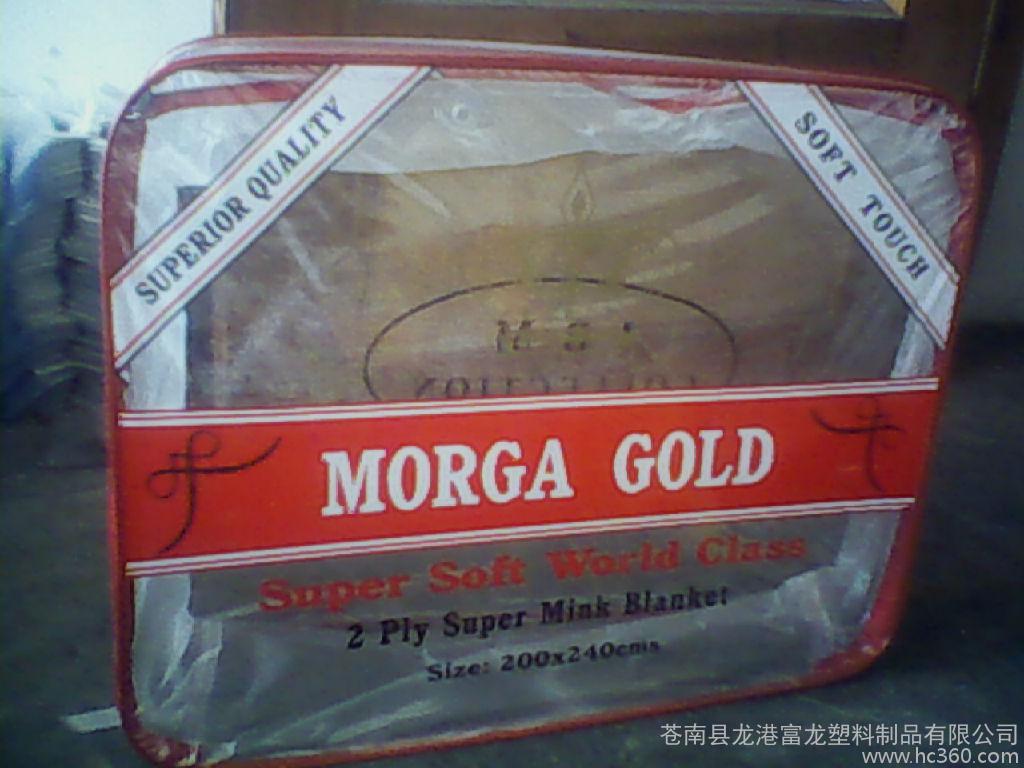 SUPERIOR QUALITY
SOFT TOUCH
MORGA GOLD
Super Soft World Class
2 Ply Super Mink Blanket
Size: 200x240cms
苍南县龙港富龙塑料制品有限公司
www.hc360.com